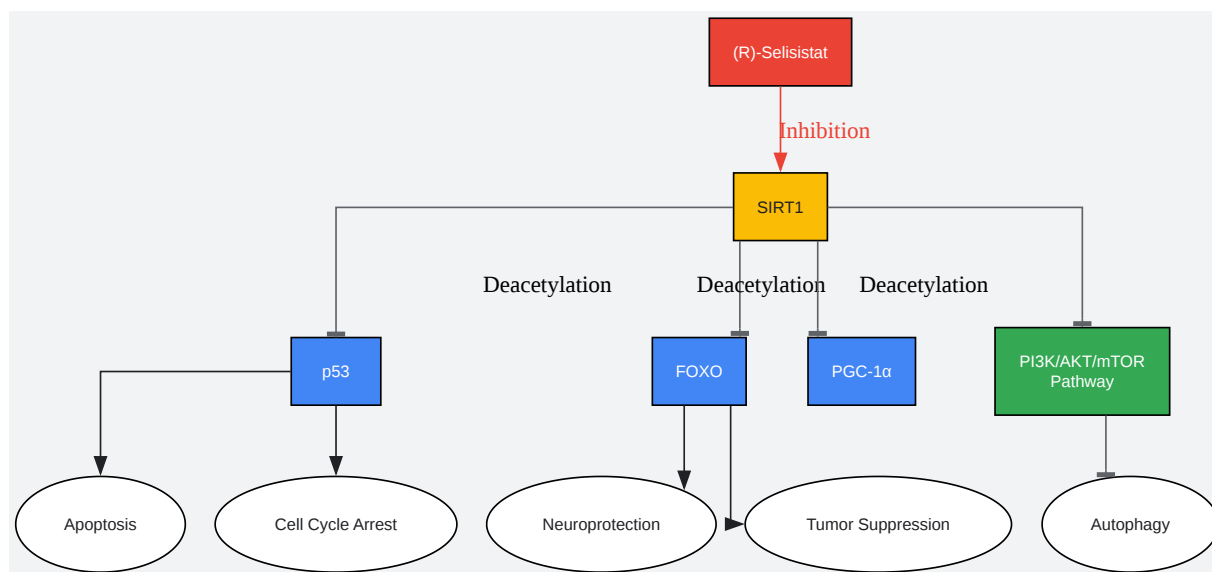 (R)-Selisistat
Inhibition
SIRT1
Deacetylation
Deacetylation
Deacetylation
p53
FOXO
PGC-1α
PI3K/AKT/mTOR
Pathway
Apoptosis
Cell Cycle Arrest
Neuroprotection
Tumor Suppression
Autophagy